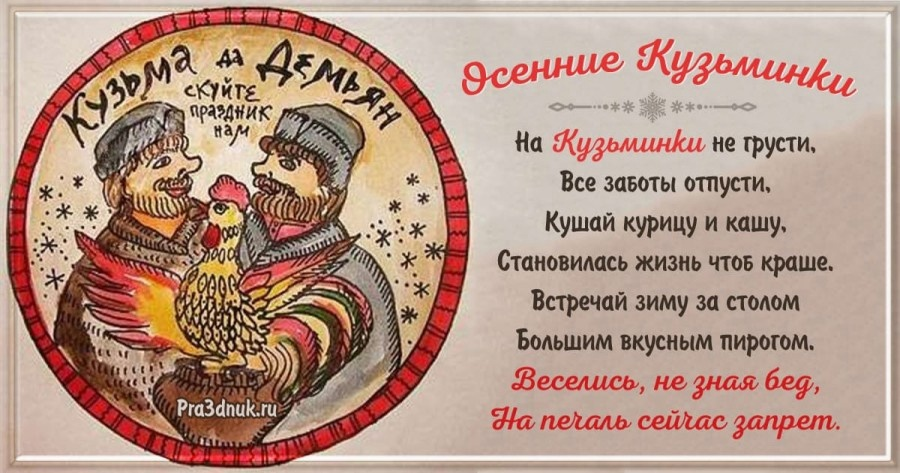 Кузьма да Демьян
скуйте
праздник
нам
Pra3dnuk.ru
Осенние Кузьминки
На Кузьминки не грусти,
Все заботы отпусти,
Кушай курицу и кашу,
Становилась жизнь чтоб краше.
Встречай зиму за столом
Большим вкусным пирогом.
Веселись, не зная бед,
На печаль сейчас запрет.